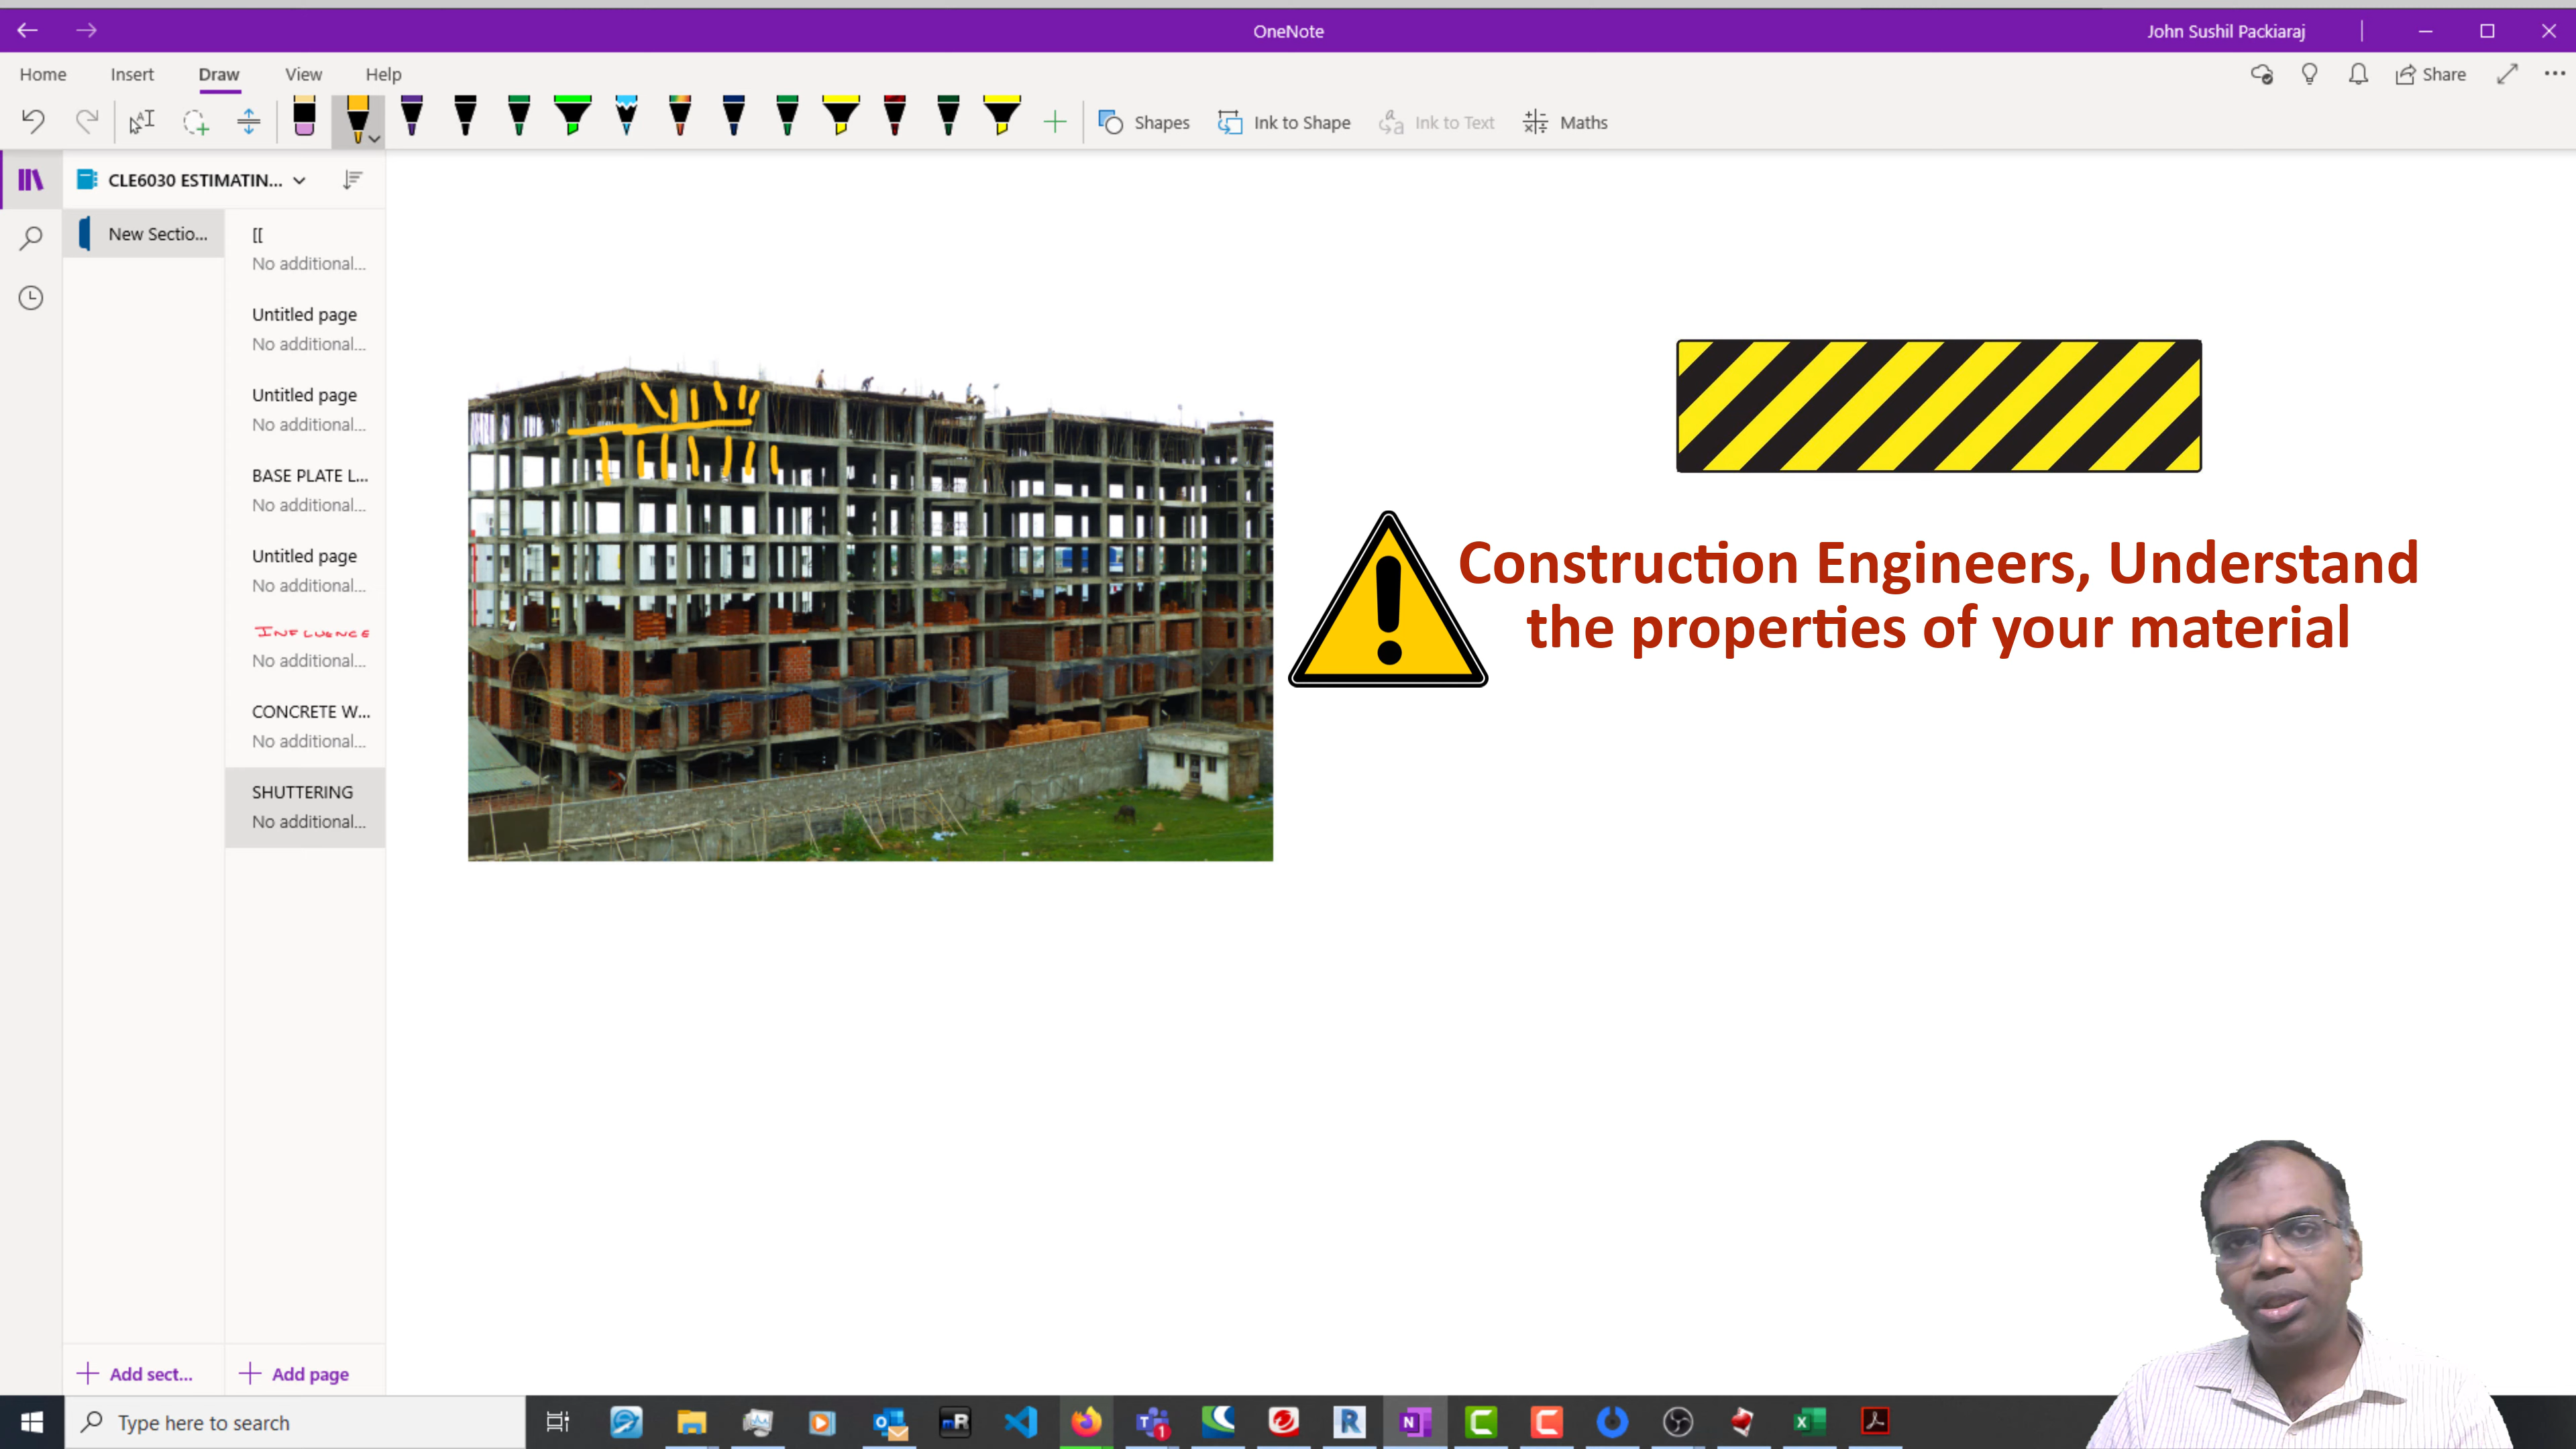 OneNote
John Sushil Packiaraj
Home Insert Draw View Help
Share
Shapes Ink to Shape Ink to Text Maths
CLE6030 ESTIMATIN...
New Sectio...
[[
No additional...
Untitled page
No additional...
Untitled page
No additional...
BASE PLATE L...
No additional...
Untitled page
No additional...
INFLUENCE
No additional...
CONCRETE W...
No additional...
SHUTTERING
No additional...
Construction Engineers, Understand
the properties of your material
Add sect... Add page
Type here to search